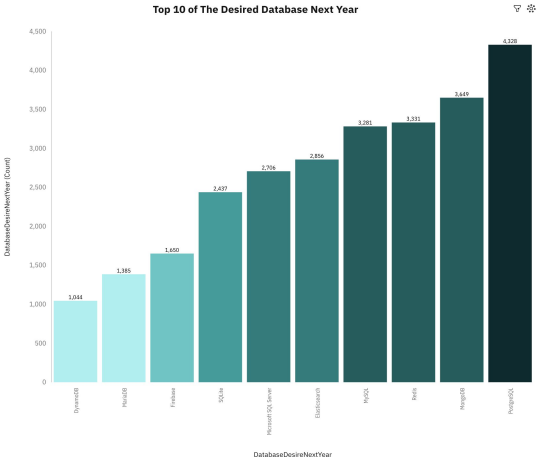 Top 10 of The Desired Database Next Year
DatabaseDesireNextYear (Count)
4,500
4,000
3,500
3,000
2,500
2,000
1,500
1,000
500
0
1,044
1,385
1,650
2,437
2,706
2,856
3,281
3,331
3,649
4,328
DynamoDB
MariaDB
Firebase
SQLite
Microsoft SQL Server
Elasticsearch
MySQL
Redis
MongoDB
PostgreSQL
DatabaseDesireNextYear